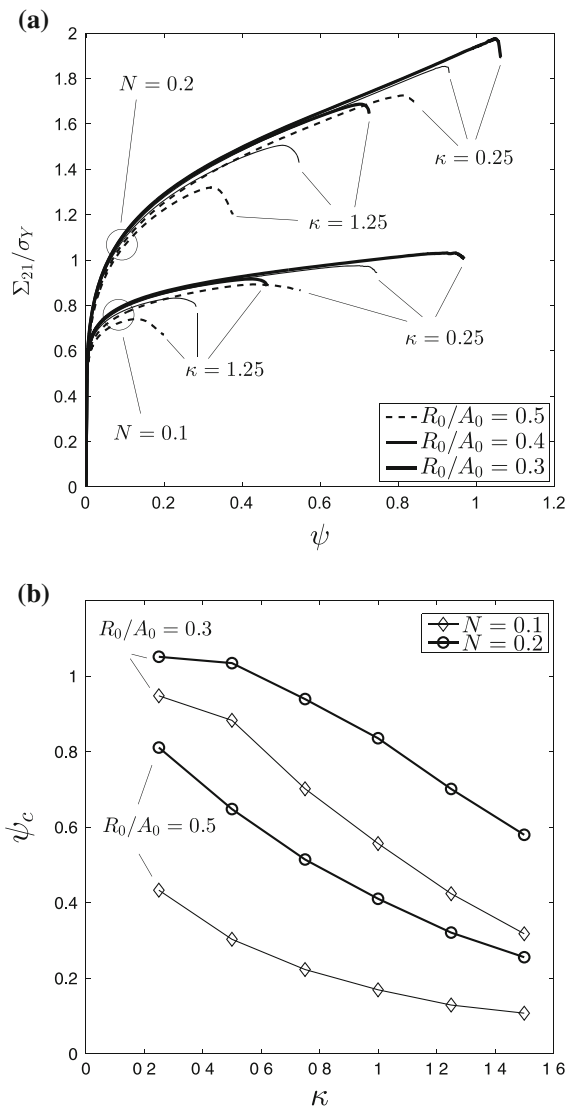 (a)
2
1.8
1.6
1.4
1.2
1
0.8
0.6
0.4
0.2
0
Σ₂₁/σ_Y
N = 0.2
κ = 0.25
κ = 1.25
κ = 0.25
κ = 1.25
N = 0.1
R₀/A₀ = 0.5
R₀/A₀ = 0.4
R₀/A₀ = 0.3
0 0.2 0.4 0.6 0.8 1 1.2
ψ
(b)
1
0.8
0.6
0.4
0.2
0
ψ_c
R₀/A₀ = 0.3
R₀/A₀ = 0.5
N = 0.1
N = 0.2
0 0 2 0 4 0 6 0 8 1 1 2 1 4 1 6
κ